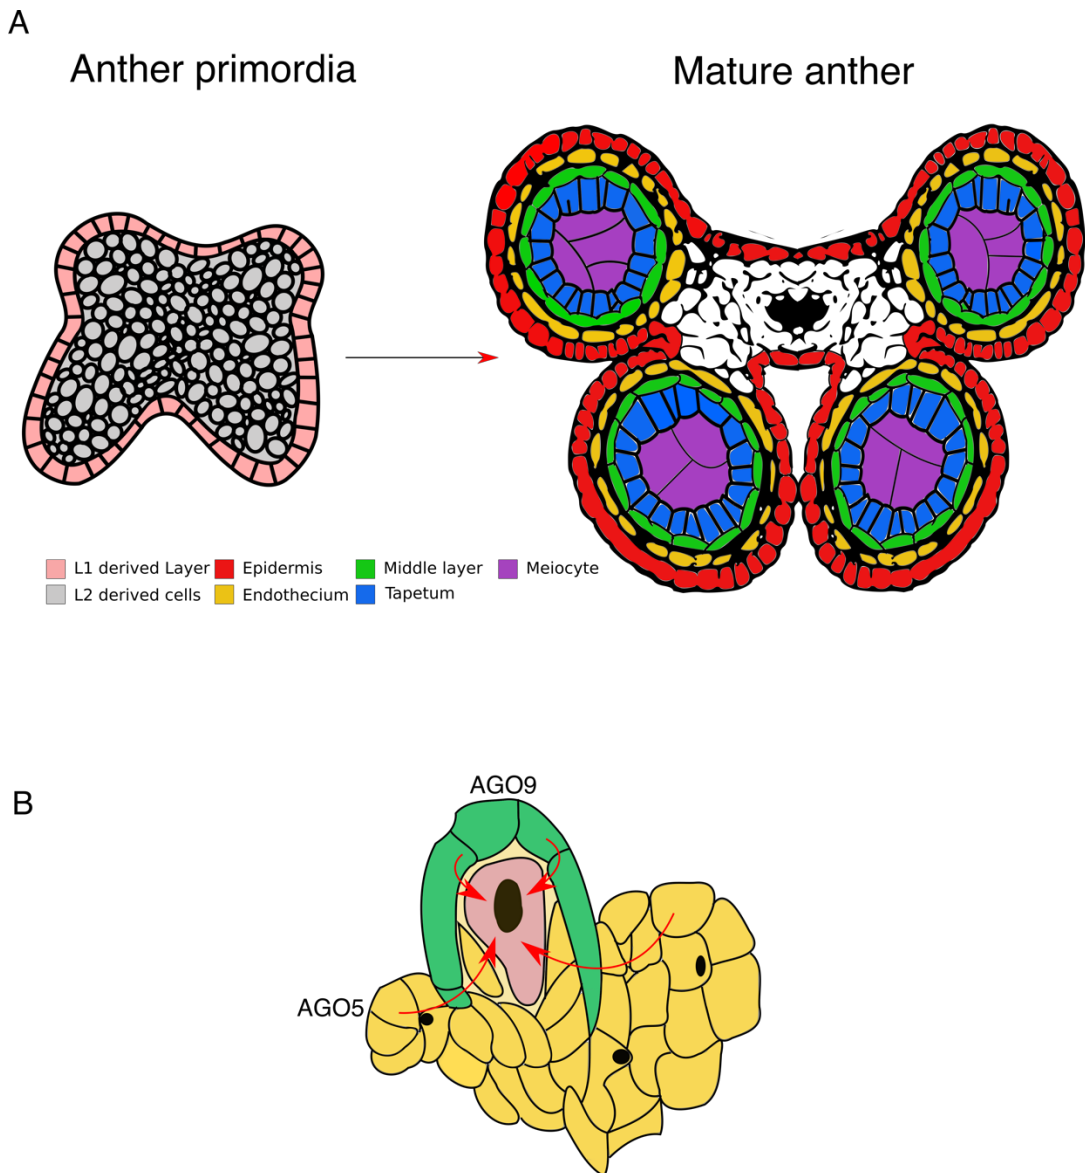 A
Anther primordia
Mature anther
L1 derived Layer
Epidermis
Middle layer
Meiocyte
L2 derived cells
Endothecium
Tapetum
B
AGO9
AGO5